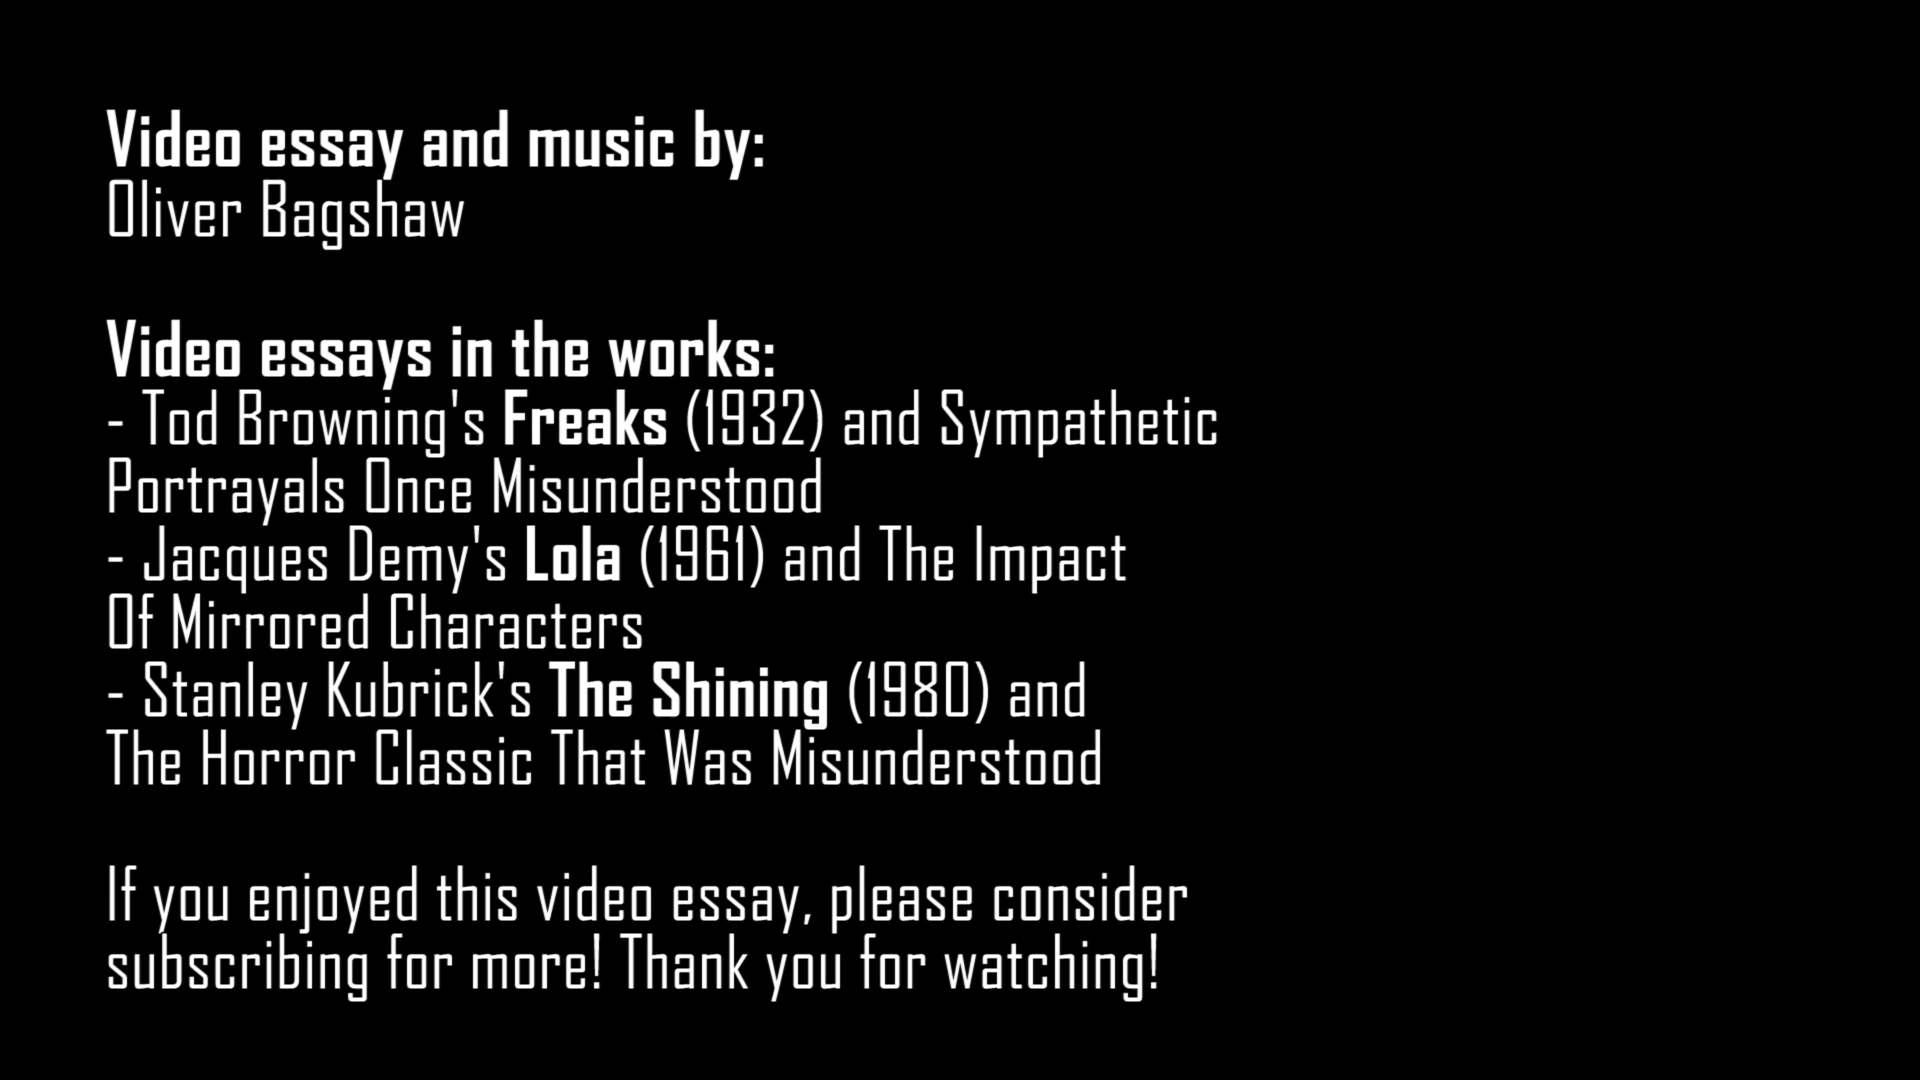 Video essay and music by:
Oliver Bagshaw
Video essays in the works:
- Tod Browning's Freaks (1932) and Sympathetic
Portrayals Once Misunderstood
- Jacques Demy's Lola (1961) and The Impact
Of Mirrored Characters
- Stanley Kubrick's The Shining (1980) and
The Horror Classic That Was Misunderstood
If you enjoyed this video essay, please consider
subscribing for more! Thank you for watching!